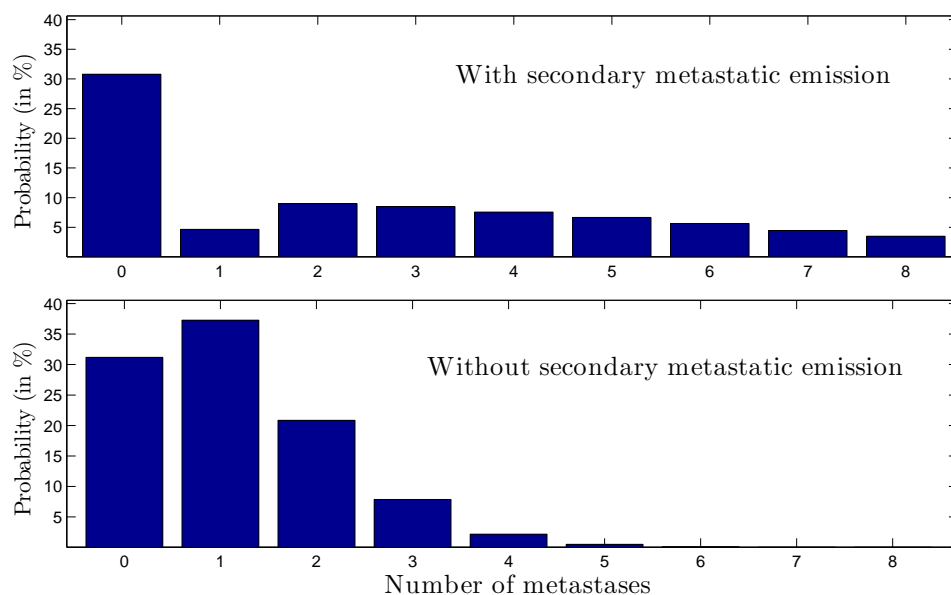 40
35
30
25
20
15
10
5
Probability (in %)
With secondary metastatic emission
0 1 2 3 4 5 6 7 8
40
35
30
25
20
15
10
5
Probability (in %)
Without secondary metastatic emission
0 1 2 3 4 5 6 7 8
Number of metastases